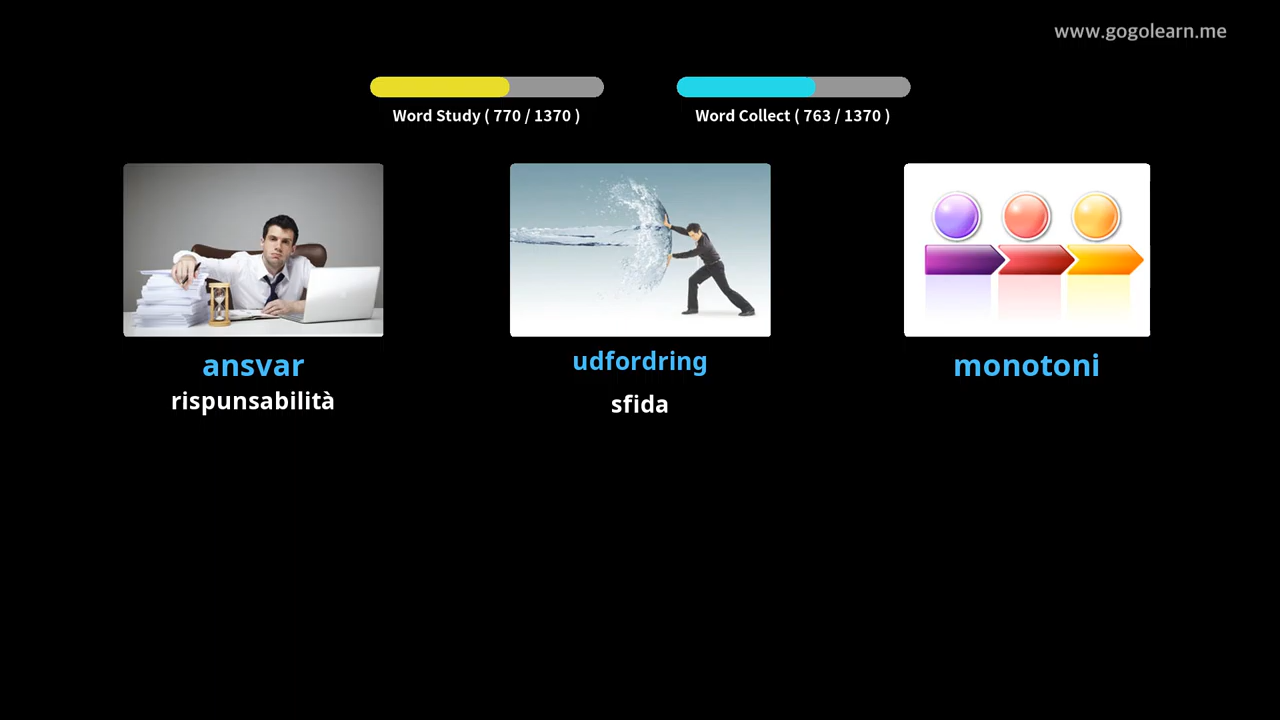 www.gogolearn.me
Word Study ( 770 / 1370 )
Word Collect ( 763 / 1370 )
ansvar
udfordring
monotoni
rispunsabilità
sfida